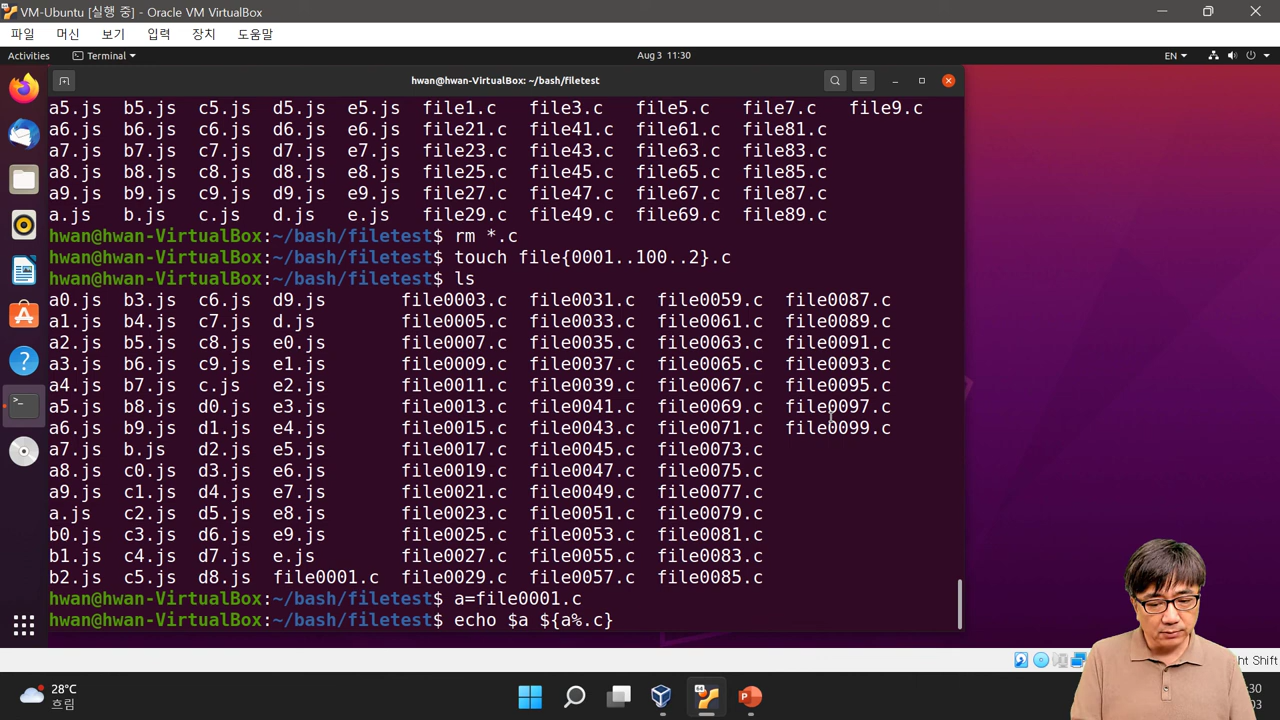 VM-Ubuntu [실행 중] - Oracle VM VirtualBox
파일 머신 보기 입력 장치 도움말
Activities Terminal Aug 3 11:30 EN
hwan@hwan-VirtualBox: ~/bash/filetest
a5.js b5.js c5.js d5.js e5.js file1.c file3.c file5.c file7.c file9.c
a6.js b6.js c6.js d6.js e6.js file21.c file41.c file61.c file81.c
a7.js b7.js c7.js d7.js e7.js file23.c file43.c file63.c file83.c
a8.js b8.js c8.js d8.js e8.js file25.c file45.c file65.c file85.c
a9.js b9.js c9.js d9.js e9.js file27.c file47.c file67.c file87.c
a.js b.js c.js d.js e.js file29.c file49.c file69.c file89.c
hwan@hwan-VirtualBox:~/bash/filetest$ rm *.c
hwan@hwan-VirtualBox:~/bash/filetest$ touch file{0001..100..2}.c
hwan@hwan-VirtualBox:~/bash/filetest$ ls
a0.js b3.js c6.js d9.js file0003.c file0031.c file0059.c file0087.c
a1.js b4.js c7.js d.js file0005.c file0033.c file0061.c file0089.c
a2.js b5.js c8.js e0.js file0007.c file0035.c file0063.c file0091.c
a3.js b6.js c9.js e1.js file0009.c file0037.c file0065.c file0093.c
a4.js b7.js c.js e2.js file0011.c file0039.c file0067.c file0095.c
a5.js b8.js d0.js e3.js file0013.c file0041.c file0069.c file0097.c
a6.js b9.js d1.js e4.js file0015.c file0043.c file0071.c file0099.c
a7.js b.js d2.js e5.js file0017.c file0045.c file0073.c
a8.js c0.js d3.js e6.js file0019.c file0047.c file0075.c
a9.js c1.js d4.js e7.js file0021.c file0049.c file0077.c
a.js c2.js d5.js e8.js file0023.c file0051.c file0079.c
b0.js c3.js d6.js e9.js file0025.c file0053.c file0081.c
b1.js c4.js d7.js e.js file0027.c file0055.c file0083.c
b2.js c5.js d8.js file0001.c file0029.c file0057.c file0085.c
hwan@hwan-VirtualBox:~/bash/filetest$ a=file0001.c
hwan@hwan-VirtualBox:~/bash/filetest$ echo $a ${a%.c}
ht Shift
28°C
흐림
:30
03